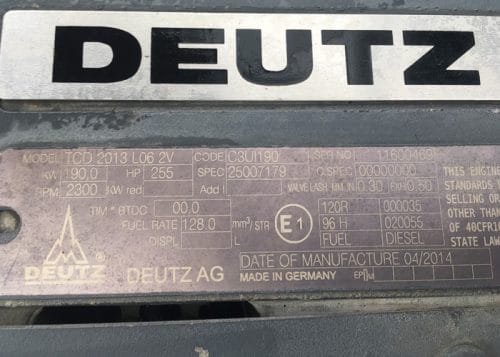 DEUTZ
MODEL TCD 2013 L06 2V CODE C3UI190 SER NO
KW 190,0 HP 255 SPEC 25007179 C.SPEC 00000000 THIS ENGINE
RPM 2300 KW red. Add I VALVE LASH MM IN 0.30 EX 0.50 STANDARDS
TIM ° BTDC 00.0 120R 000035 SELLING OR
FUEL RATE 128.0 mm³/STR E1 96 H 020055 OTHER THAN
DISPL L FUEL DIESEL OF 40CFR10
DEUTZ DEUTZ AG DATE OF MANUFACTURE 04/2014 STATE LAW
MADE IN GERMANY